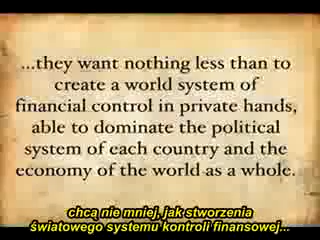 ...they want nothing less than to
create a world system of
financial control in private hands,
able to dominate the political
system of each country and the
economy of the world as a whole.
chcą nie mniej, jak stworzenia
światowego systemu kontroli finansowej...